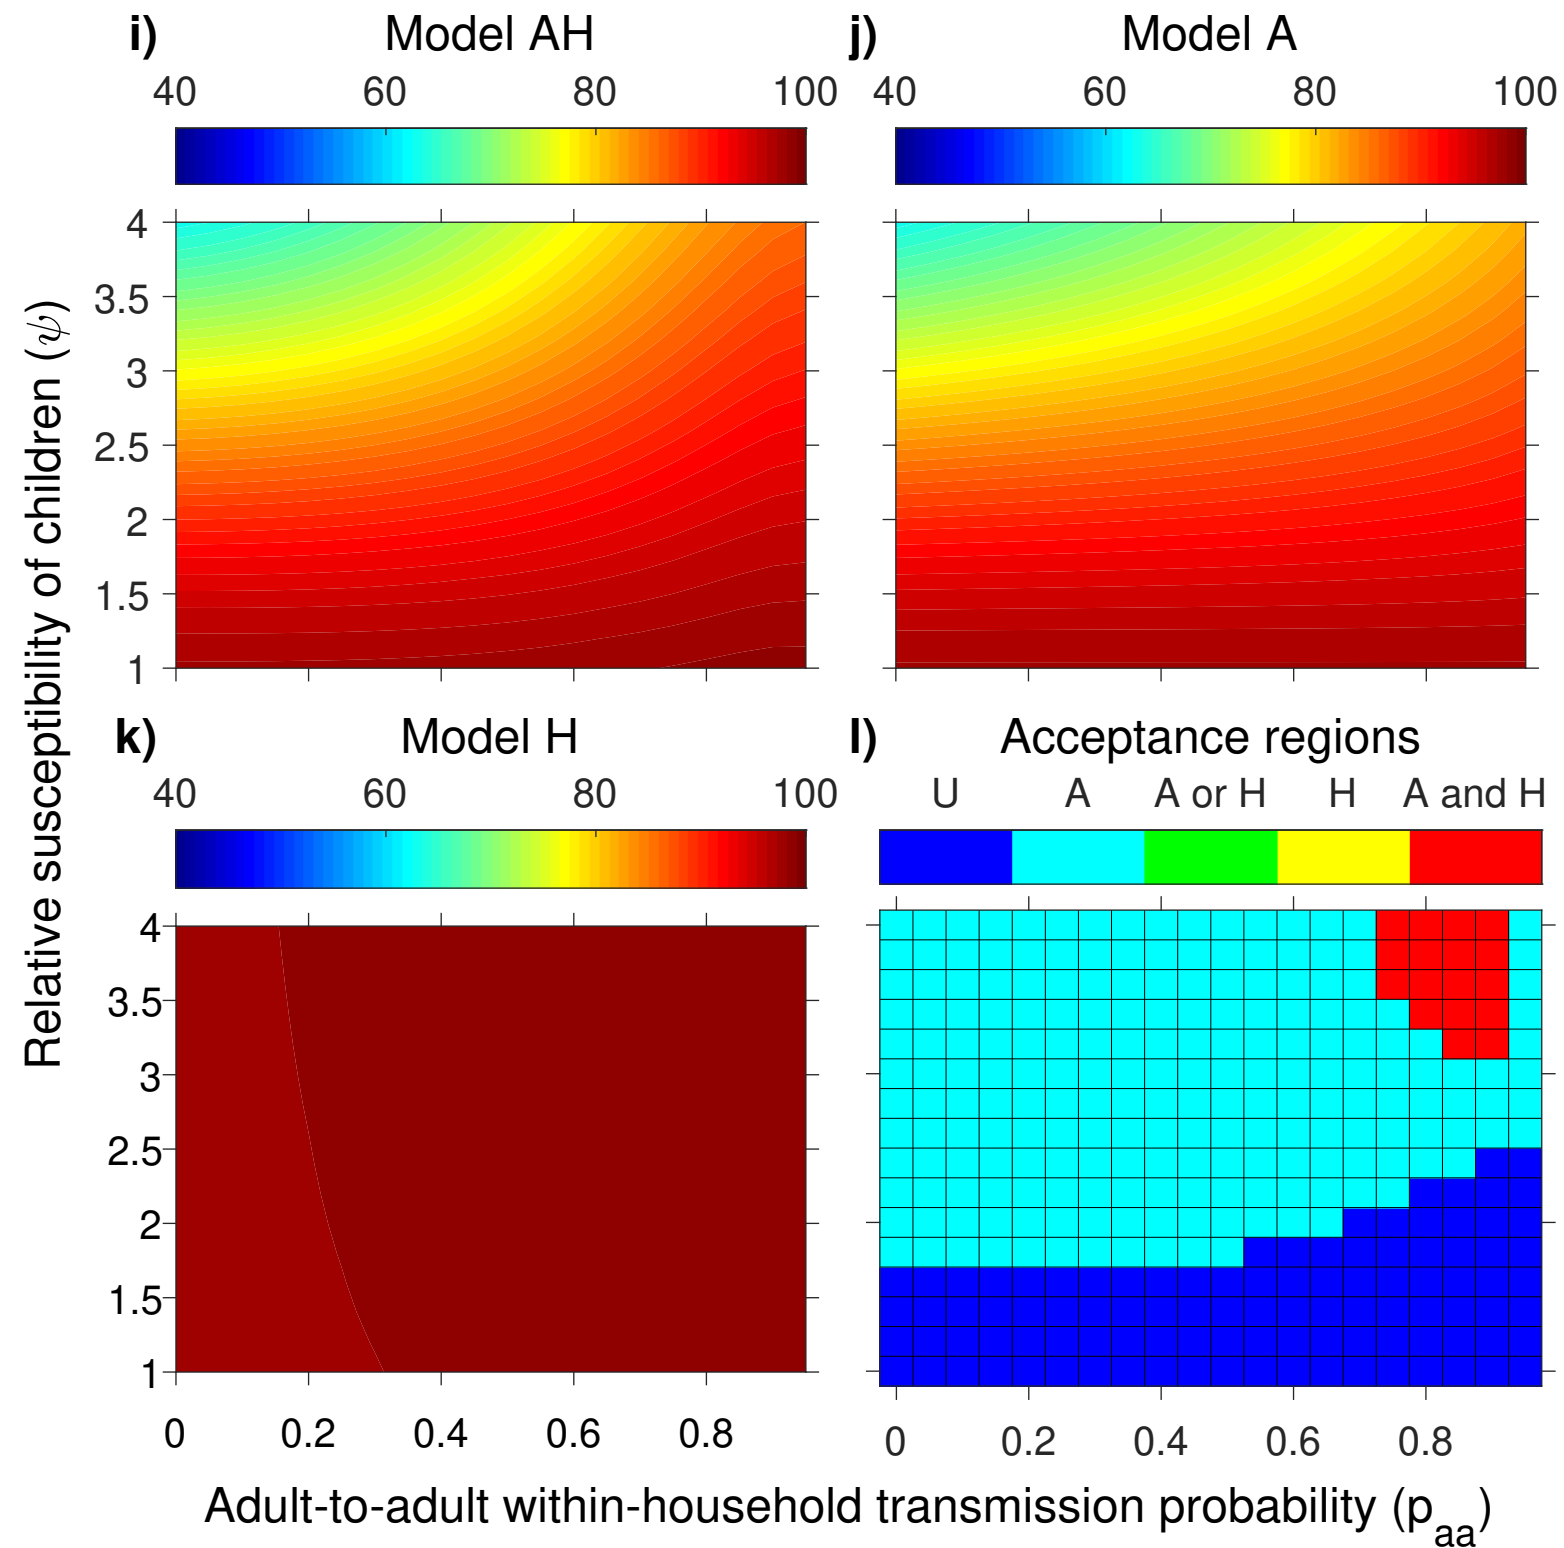 i) Model AH
40 60 80 100
j) Model A
40 60 80 100
4
3.5
3
2.5
2
1.5
1
Relative susceptibility of children (ψ)
k) Model H
40 60 80 100
l) Acceptance regions
U A A or H H A and H
4
3.5
3
2.5
2
1.5
1
0 0.2 0.4 0.6 0.8
0 0.2 0.4 0.6 0.8
Adult-to-adult within-household transmission probability (p_aa)